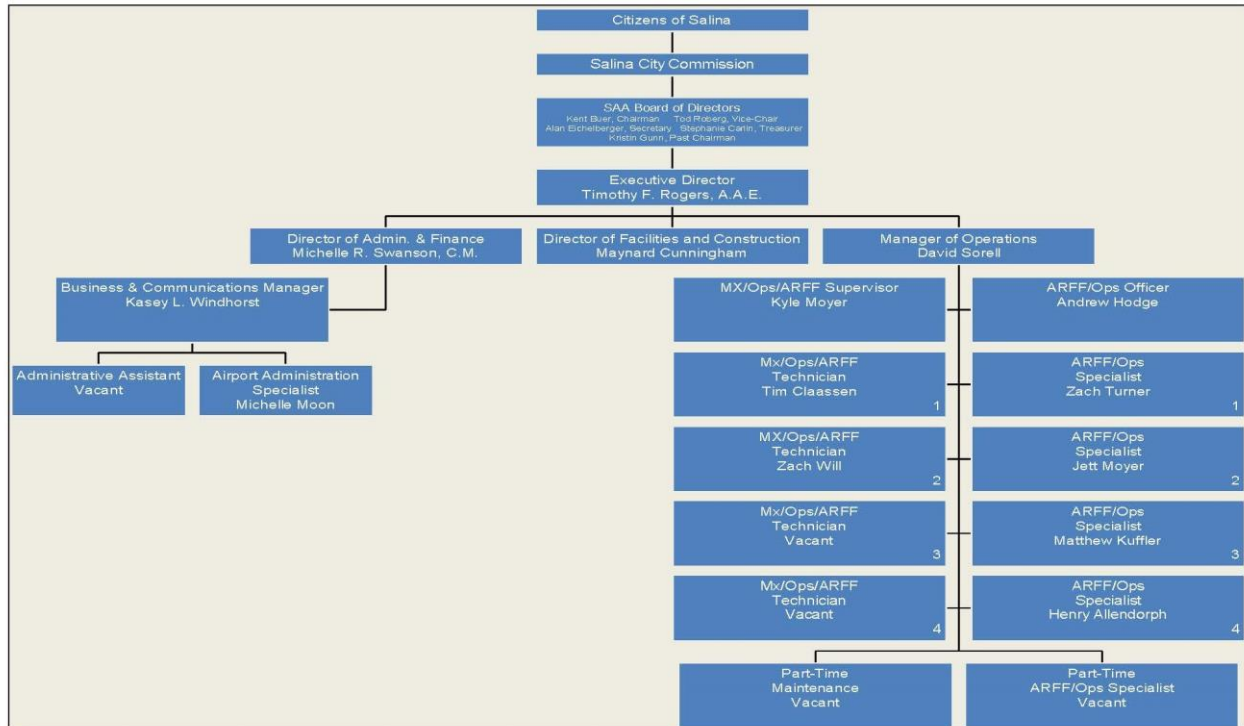 Citizens of Salina
Salina City Commission
SAA Board of Directors
Kent Buer, Chairman Tod Roberg, Vice-Chair
Alan Eichelberger, Secretary Stephanie Carlin, Treasurer
Kristin Gunn, Past Chairman
Executive Director
Timothy F. Rogers, A.A.E.
Director of Admin. & Finance
Michelle R. Swanson, C.M.
Director of Facilities and Construction
Maynard Cunningham
Manager of Operations
David Sorell
Business & Communications Manager
Kasey L. Windhorst
Administrative Assistant
Vacant
Airport Administration
Specialist
Michelle Moon
MX/Ops/ARFF Supervisor
Kyle Moyer
ARFF/Ops Officer
Andrew Hodge
Mx/Ops/ARFF
Technician
Tim Claassen
1
ARFF/Ops
Specialist
Zach Turner
1
MX/Ops/ARFF
Technician
Zach Will
2
ARFF/Ops
Specialist
Jett Moyer
2
Mx/Ops/ARFF
Technician
Vacant
3
ARFF/Ops
Specialist
Matthew Kuffler
3
Mx/Ops/ARFF
Technician
Vacant
4
ARFF/Ops
Specialist
Henry Allendorph
4
Part-Time
Maintenance
Vacant
Part-Time
ARFF/Ops Specialist
Vacant